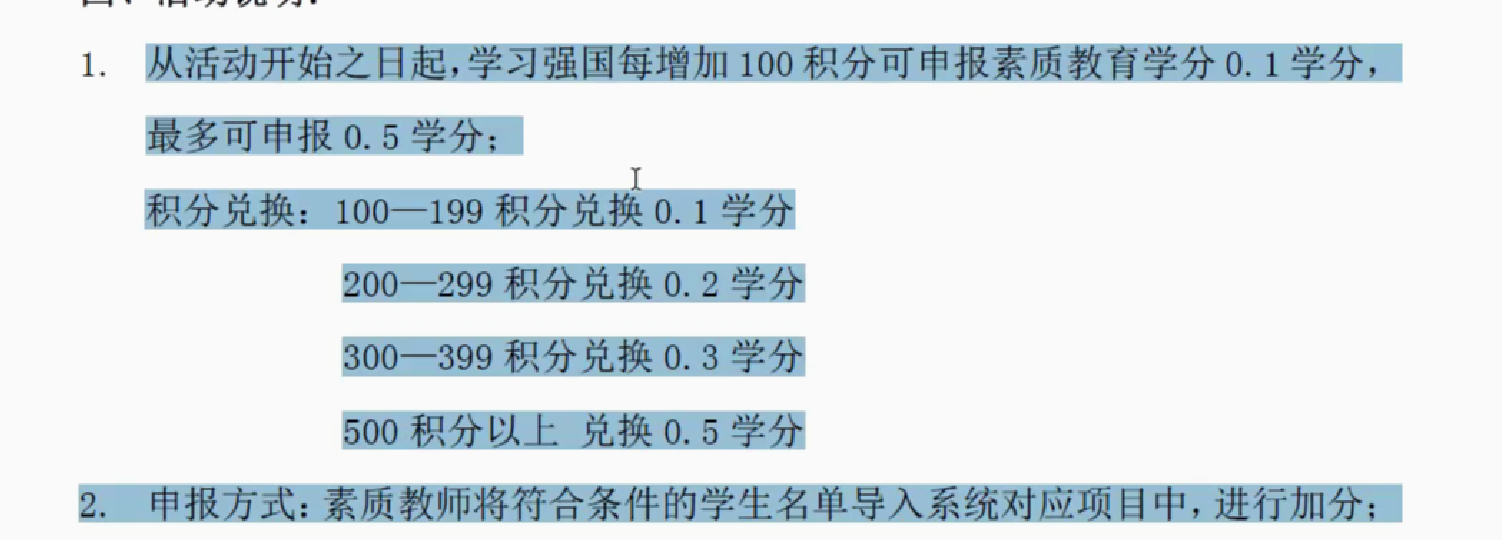 1. 从活动开始之日起,学习强国每增加 100 积分可申报素质教育学分 0.1 学分，
最多可申报 0.5 学分；
积分兑换：100—199 积分兑换 0.1 学分
200—299 积分兑换 0.2 学分
300—399 积分兑换 0.3 学分
500 积分以上 兑换 0.5 学分
2. 申报方式：素质教师将符合条件的学生名单导入系统对应项目中，进行加分；